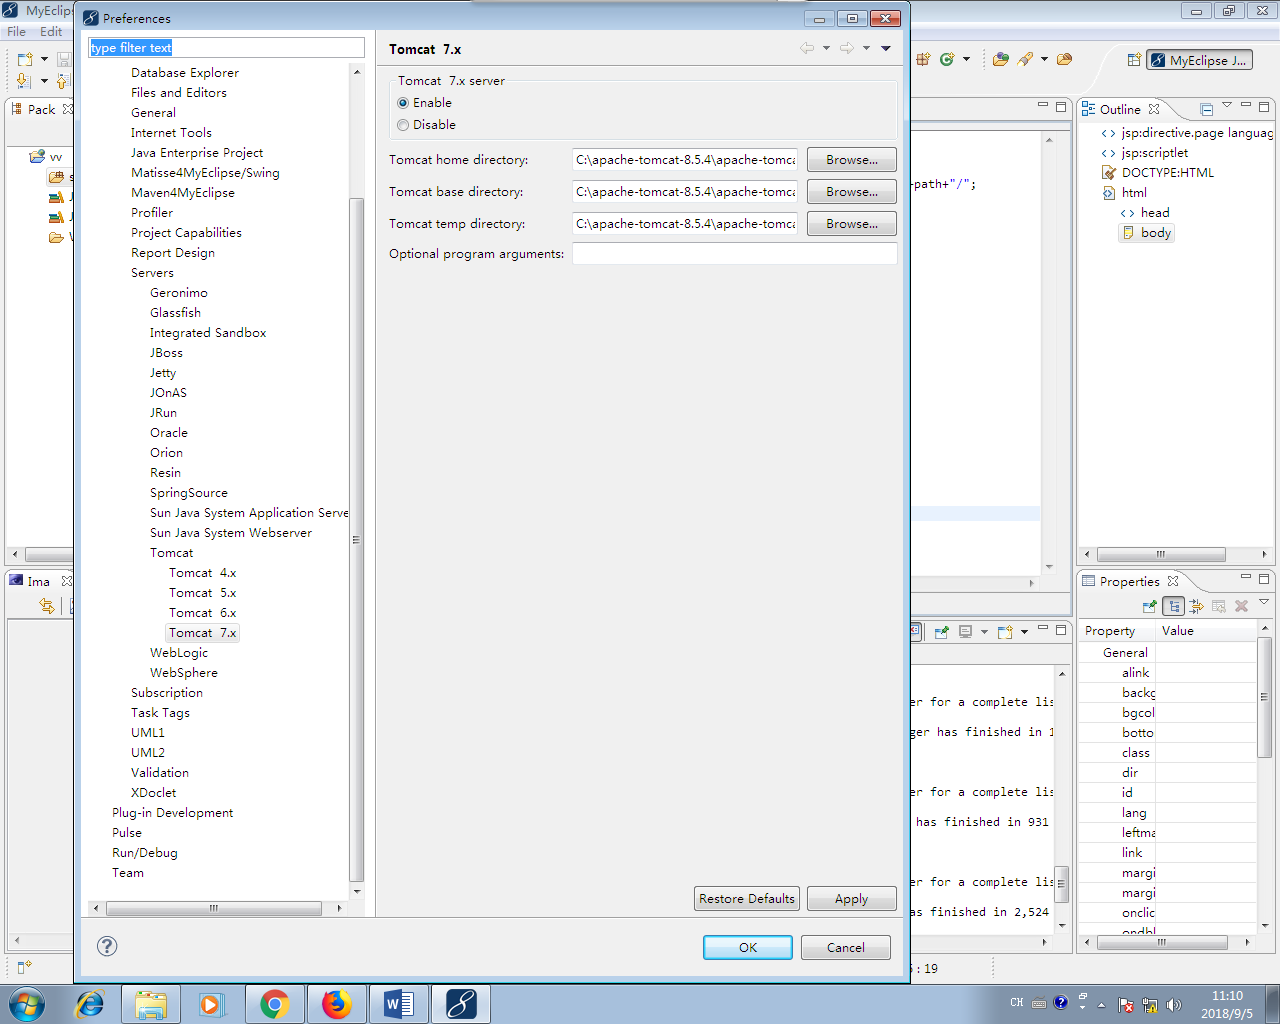 MyEclips
Preferences
File Edit
type filter text
Tomcat 7.x
MyEclipse J...
Database Explorer
Files and Editors
General
Internet Tools
Java Enterprise Project
Matisse4MyEclipse/Swing
Maven4MyEclipse
Profiler
Project Capabilities
Report Design
Servers
Geronimo
Glassfish
Integrated Sandbox
JBoss
Jetty
JOnAS
JRun
Oracle
Orion
Resin
SpringSource
Sun Java System Application Serve
Sun Java System Webserver
Tomcat
Tomcat 4.x
Tomcat 5.x
Tomcat 6.x
Tomcat 7.x
WebLogic
WebSphere
Subscription
Task Tags
UML1
UML2
Validation
XDoclet
Plug-in Development
Pulse
Run/Debug
Team
Tomcat 7.x server
Enable
Disable
Tomcat home directory: C:\apache-tomcat-8.5.4\apache-tomca Browse...
Tomcat base directory: C:\apache-tomcat-8.5.4\apache-tomca Browse...
Tomcat temp directory: C:\apache-tomcat-8.5.4\apache-tomca Browse...
Optional program arguments:
Restore Defaults Apply
OK Cancel
Pack
vv
Ima
path+"/";
Outline
jsp:directive.page languag
jsp:scriptlet
DOCTYPE:HTML
html
head
body
Properties
Property Value
General
alink
backg
bgcol
botto
class
dir
id
lang
leftma
link
margi
margi
onclic
ondbl
er for a complete lis
ger has finished in 1
er for a complete lis
has finished in 931
er for a complete lis
as finished in 2,524
: 19
CH
11:10
2018/9/5